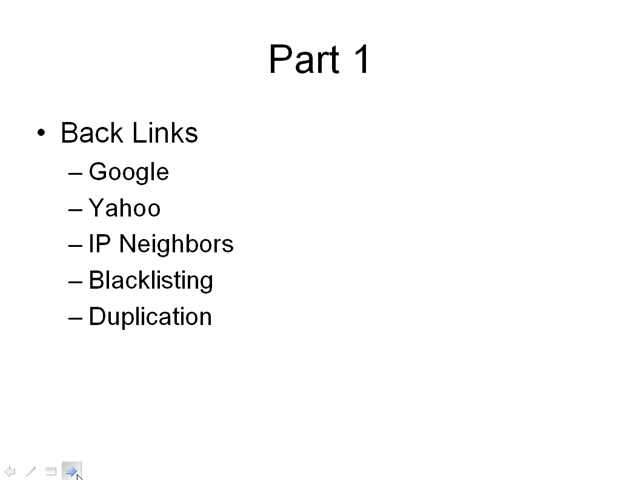 Part 1
• Back Links
– Google
– Yahoo
– IP Neighbors
– Blacklisting
– Duplication